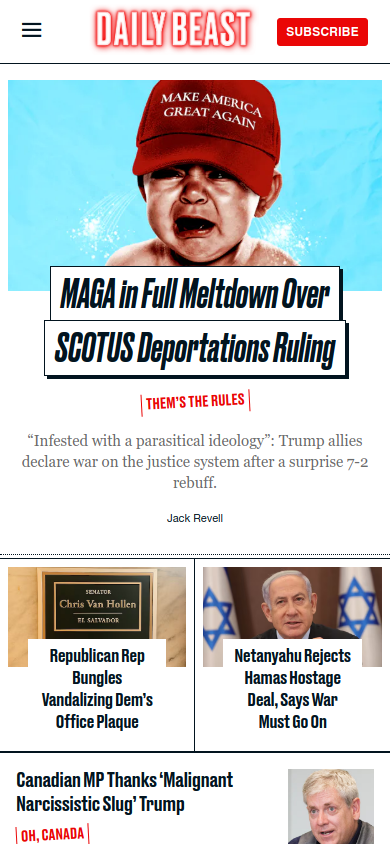 DAILY BEAST
SUBSCRIBE
MAKE AMERICA
GREAT AGAIN
MAGA in Full Meltdown Over
SCOTUS Deportations Ruling
THEM'S THE RULES
“Infested with a parasitical ideology”: Trump allies
declare war on the justice system after a surprise 7-2
rebuff.
Jack Revell
SENATOR
Chris Van Hollen
EL SALVADOR
Republican Rep
Bungles
Vandalizing Dem’s
Office Plaque
Netanyahu Rejects
Hamas Hostage
Deal, Says War
Must Go On
Canadian MP Thanks ‘Malignant
Narcissistic Slug’ Trump
OH, CANADA